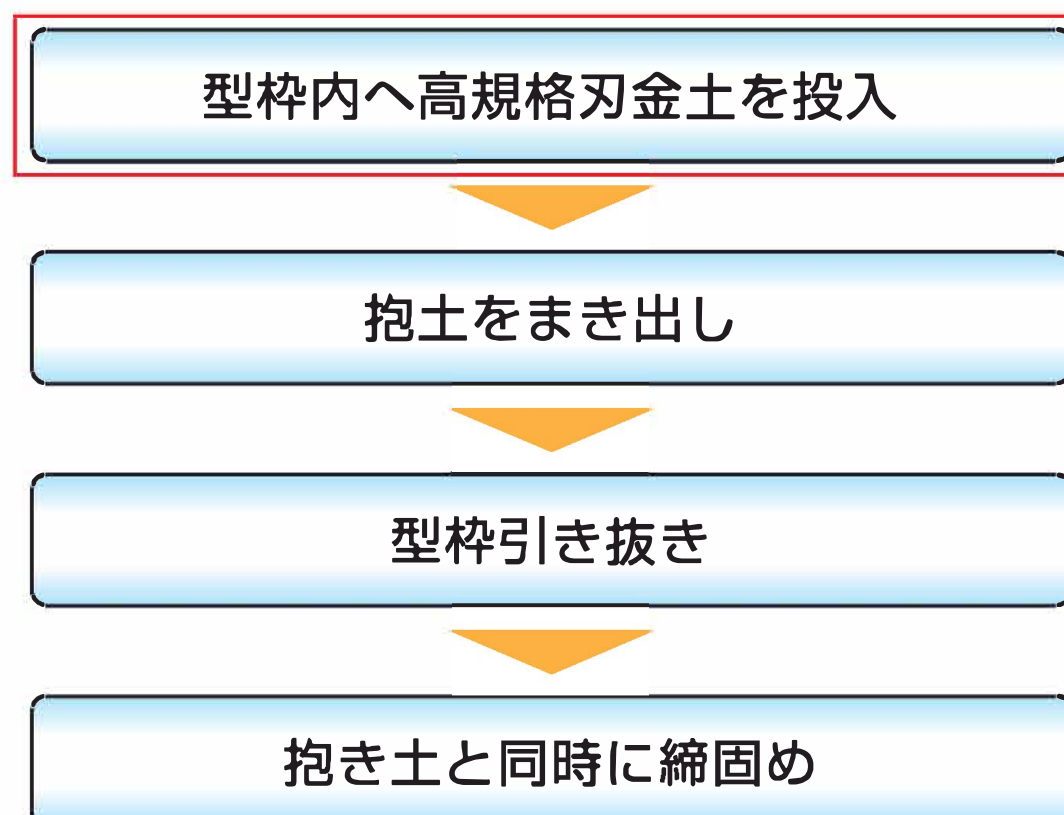 型枠内へ高規格刃金土を投入
抱土をまき出し
型枠引き抜き
抱き土と同時に締固め